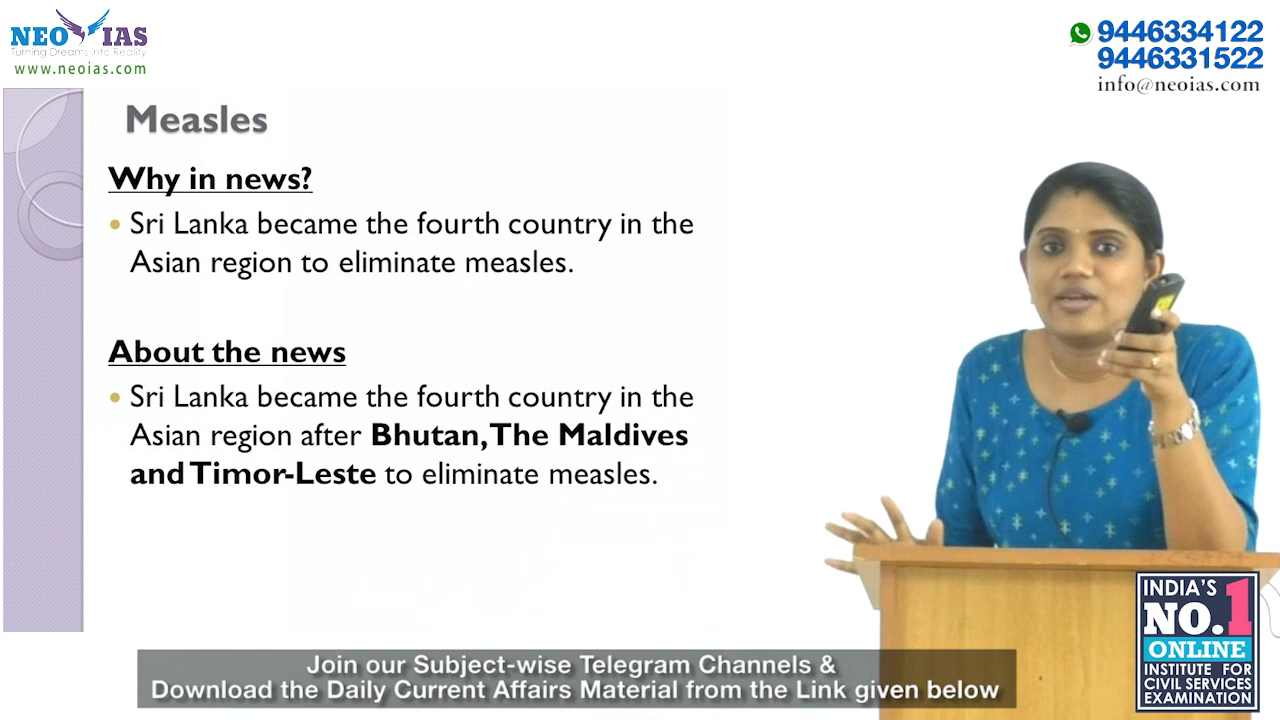 NEO IAS
Turning Dreams into Reality
www.neoias.com
9446334122
9446331522
info@neoias.com
Measles
Why in news?
Sri Lanka became the fourth country in the
Asian region to eliminate measles.
About the news
Sri Lanka became the fourth country in the
Asian region after Bhutan, The Maldives
and Timor-Leste to eliminate measles.
INDIA'S
NO.1
ONLINE
INSTITUTE FOR
CIVIL SERVICES
EXAMINATION
Join our Subject-wise Telegram Channels &
Download the Daily Current Affairs Material from the Link given below